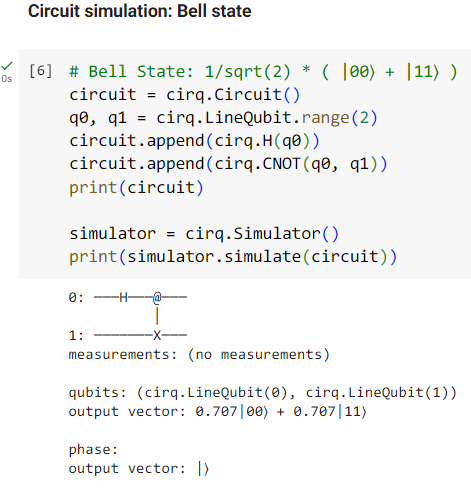 Circuit simulation: Bell state
[6] # Bell State: 1/sqrt(2) * ( |00⟩ + |11⟩ )
0s
circuit = cirq.Circuit()
q0, q1 = cirq.LineQubit.range(2)
circuit.append(cirq.H(q0))
circuit.append(cirq.CNOT(q0, q1))
print(circuit)
simulator = cirq.Simulator()
print(simulator.simulate(circuit))
0: ───H───@───
│
1: ───────X───
measurements: (no measurements)
qubits: (cirq.LineQubit(0), cirq.LineQubit(1))
output vector: 0.707|00⟩ + 0.707|11⟩
phase:
output vector: |⟩